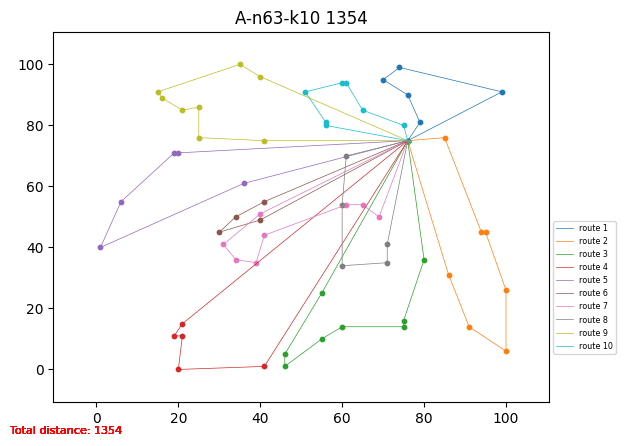 A-n63-k10 1354
100
80
60
40
20
0
0 20 40 60 80 100
route 1
route 2
route 3
route 4
route 5
route 6
route 7
route 8
route 9
route 10
Total distance: 1354